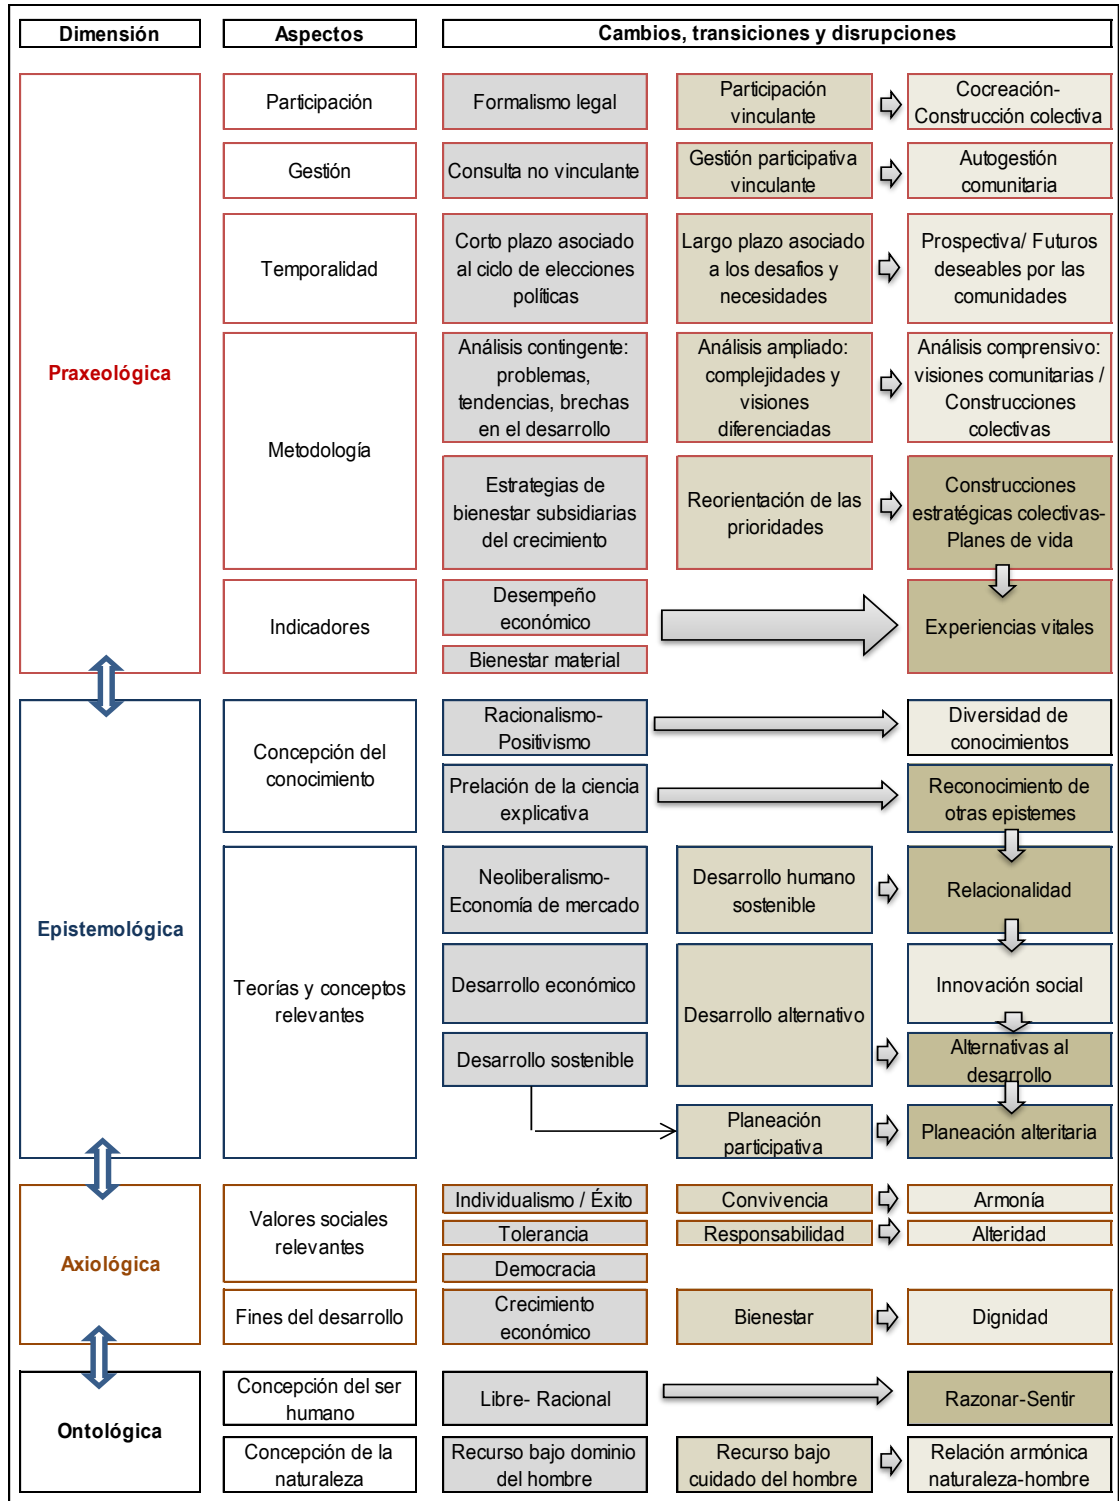 Dimensión
Aspectos
Cambios, transiciones y disrupciones
Praxeológica
Participación
Formalismo legal
Participación
vinculante
Cocreación-
Construcción colectiva
Gestión
Consulta no vinculante
Gestión participativa
vinculante
Autogestión
comunitaria
Temporalidad
Corto plazo asociado
al ciclo de elecciones
políticas
Largo plazo asociado
a los desafios y
necesidades
Prospectiva/ Futuros
deseables por las
comunidades
Metodología
Análisis contingente:
problemas,
tendencias, brechas
en el desarrollo
Análisis ampliado:
complejidades y
visiones
diferenciadas
Análisis comprensivo:
visiones comunitarias /
Construcciones
colectivas
Estrategias de
bienestar subsidiarias
del crecimiento
Reorientación de las
prioridades
Construcciones
estratégicas colectivas-
Planes de vida
Indicadores
Desempeño
económico
Bienestar material
Experiencias vitales
Epistemológica
Concepción del
conocimiento
Racionalismo-
Positivismo
Diversidad de
conocimientos
Prelación de la ciencia
explicativa
Reconocimiento de
otras epistemes
Teorías y conceptos
relevantes
Neoliberalismo-
Economía de mercado
Desarrollo humano
sostenible
Relacionalidad
Desarrollo económico
Desarrollo alternativo
Innovación social
Desarrollo sostenible
Alternativas al
desarrollo
Planeación
participativa
Planeación alteritaria
Axiológica
Valores sociales
relevantes
Individualismo / Éxito
Convivencia
Armonía
Tolerancia
Responsabilidad
Alteridad
Democracia
Fines del desarrollo
Crecimiento
económico
Bienestar
Dignidad
Ontológica
Concepción del ser
humano
Libre- Racional
Razonar-Sentir
Concepción de la
naturaleza
Recurso bajo dominio
del hombre
Recurso bajo
cuidado del hombre
Relación armónica
naturaleza-hombre